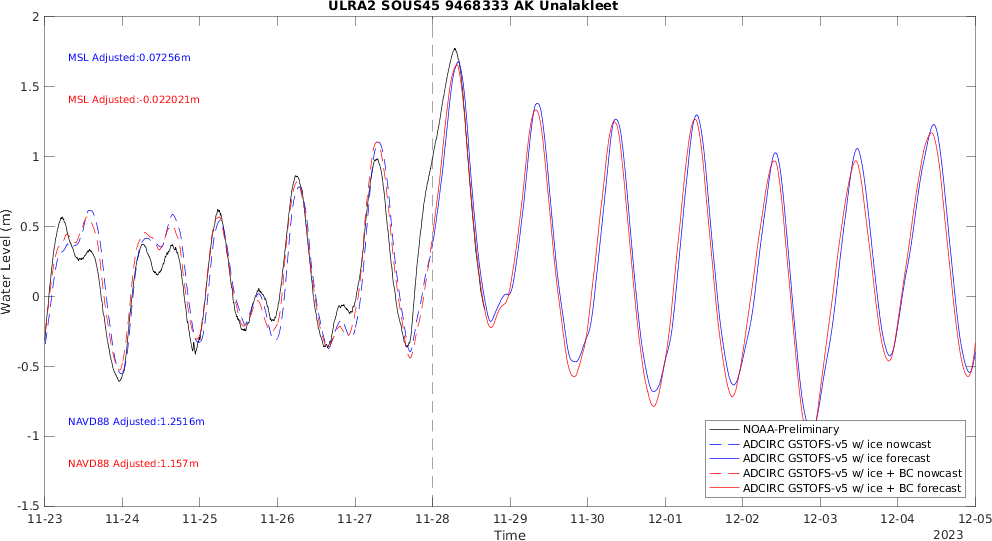 ULRA2 SOUS45 9468333 AK Unalakleet
2
1.5
1
0.5
0
-0.5
-1
-1.5
Water Level (m)
MSL Adjusted:0.07256m
MSL Adjusted:-0.022021m
NAVD88 Adjusted:1.2516m
NAVD88 Adjusted:1.157m
NOAA-Preliminary
ADCIRC GSTOFS-v5 w/ ice nowcast
ADCIRC GSTOFS-v5 w/ ice forecast
ADCIRC GSTOFS-v5 w/ ice + BC nowcast
ADCIRC GSTOFS-v5 w/ ice + BC forecast
11-23 11-24 11-25 11-26 11-27 11-28 11-29 11-30 12-01 12-02 12-03 12-04 12-05
Time
2023